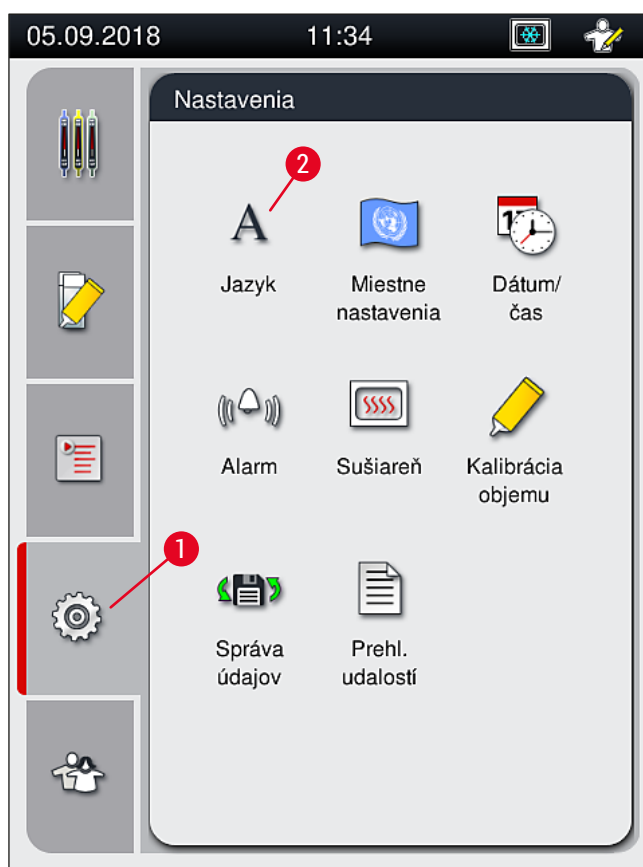 05.09.2018 11:34
Nastavenia
2
A
Jazyk
Miestne
nastavenia
17
Dátum/
čas
Alarm
Sušiareň
Kalibrácia
objemu
1
Správa
údajov
Prehl.
udalostí